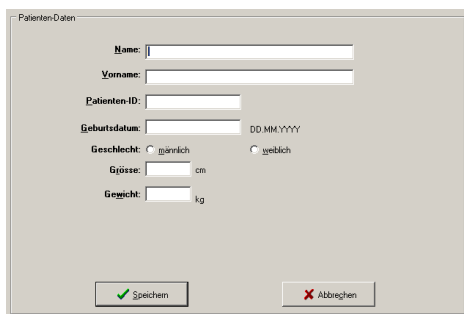 Patienten-Daten
Name:
Vorname:
Patienten-ID:
Geburtsdatum: DD.MM.YYYY
Geschlecht: männlich weiblich
Grösse: cm
Gewicht: kg
Speichern Abbrechen